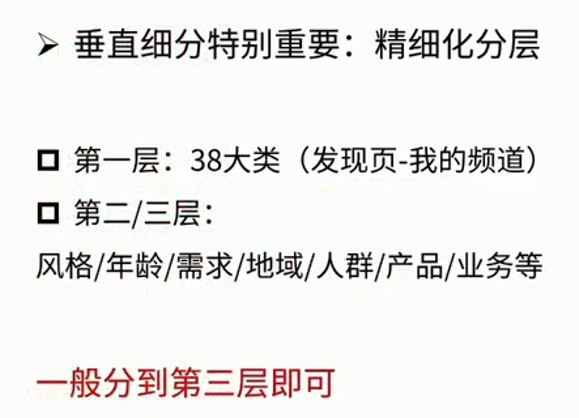 ➢ 垂直细分特别重要：精细化分层
第一层：38大类（发现页-我的频道）
第二/三层：
风格/年龄/需求/地域/人群/产品/业务等
一般分到第三层即可